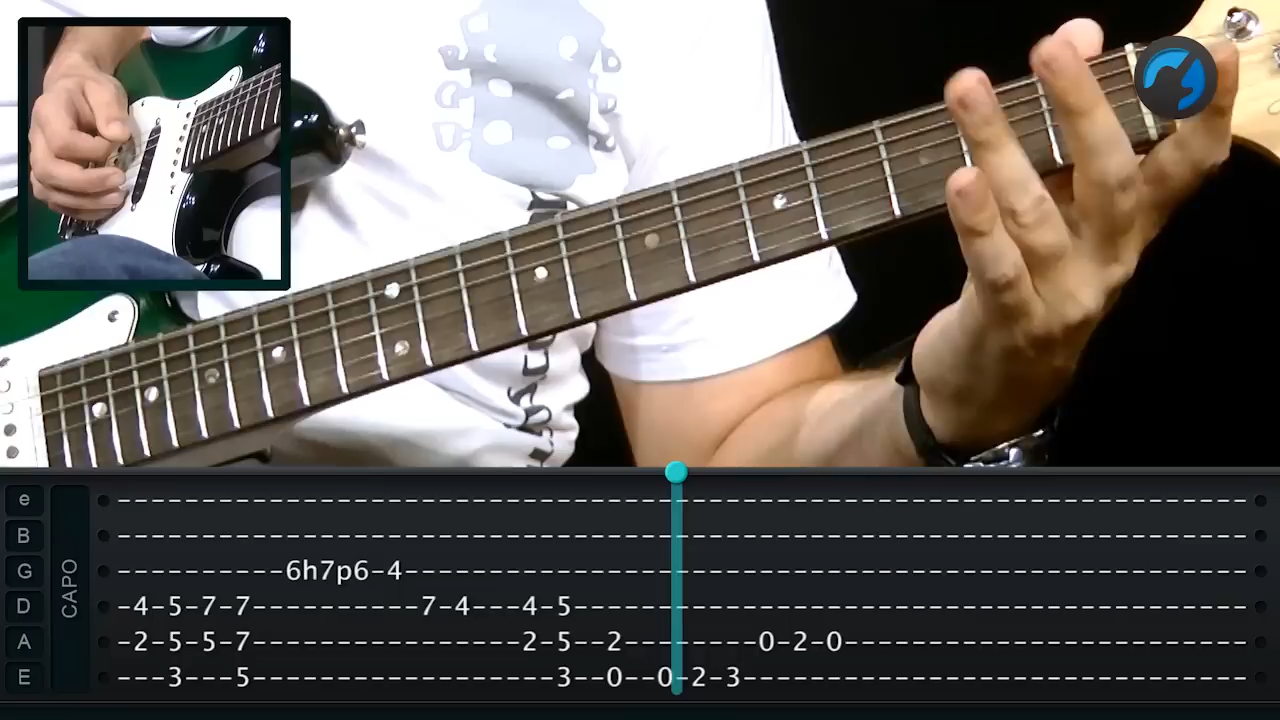 e ---------------------------------------------------------------------
B ---------------------------------------------------------------------
G ----------6h7p6-4--------------------------------------------------
D -4-5-7-7----------7-4---4-5----------------------------------------
A -2-5-5-7----------------2-5--2--------0-2-0------------------------
E ---3---5------------------3--0--0-2-3------------------------------
CAPO